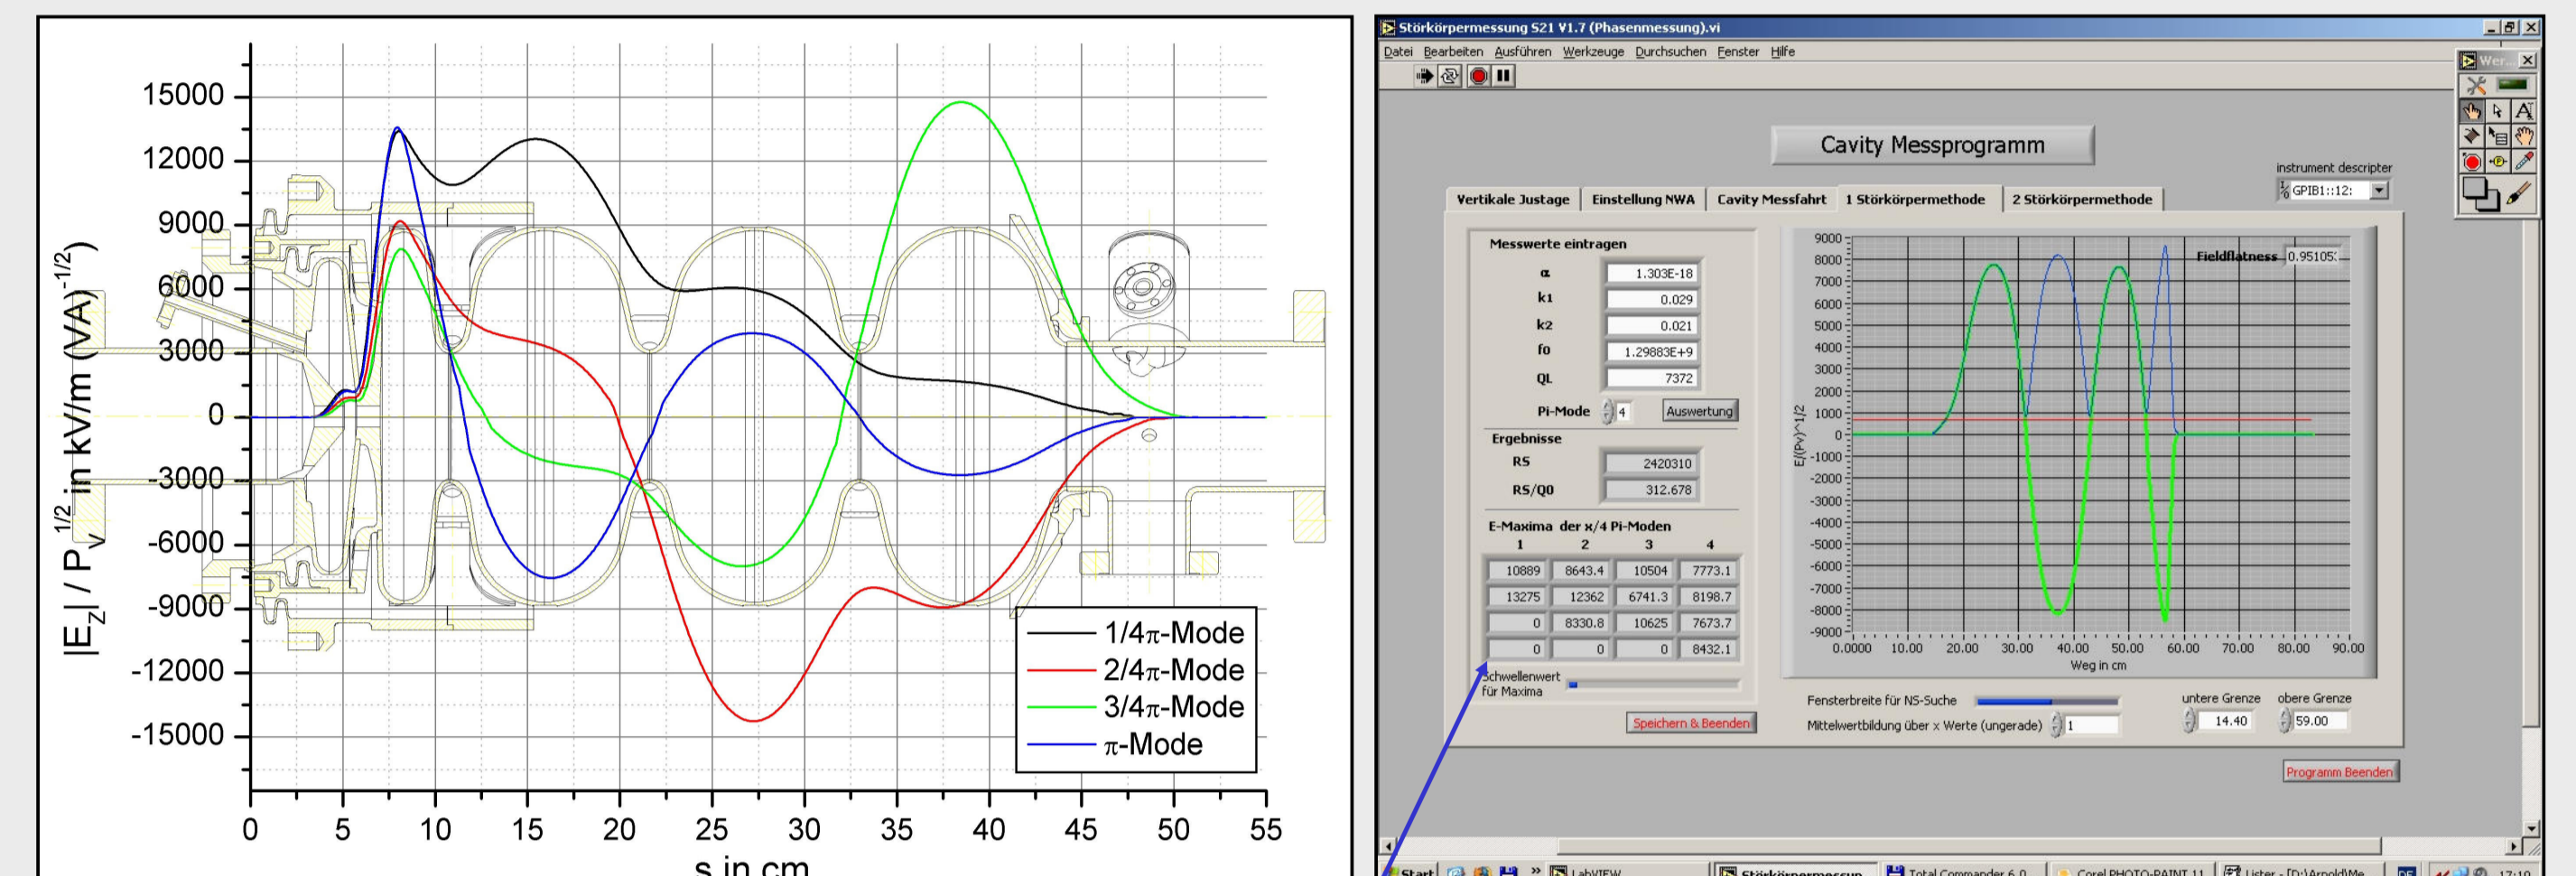 15000
12000
9000
6000
3000
0
-3000
-6000
-9000
-12000
-15000
|E_Z| / P_V^1/2 in kV/m (VA)^-1/2)
1/4π-Mode
2/4π-Mode
3/4π-Mode
π-Mode
0 5 10 15 20 25 30 35 40 45 50 55
s in cm
Störkörpermessung S21 V1.7 (Phasenmessung).vi
Datei Bearbeiten Ausführen Werkzeuge Durchsuchen Fenster Hilfe
Wer...
Cavity Messprogramm
instrument descripter
GPIB1::12:
Vertikale Justage Einstellung NWA Cavity Messfahrt 1 Störkörpermethode 2 Störkörpermethode
Messwerte eintragen
α 1.303E-18
k1 0.029
k2 0.021
f0 1.29883E+9
QL 7372
Pi-Mode 4 Auswertung
Ergebnisse
RS 2420310
RS/Q0 312.678
E-Maxima der x/4 Pi-Moden
1 2 3 4
10889 8643.4 10504 7773.1
13275 12362 6741.3 8198.7
0 8330.8 10625 7673.7
0 0 0 8432.1
Schwellenwert
für Maxima
Speichern & Beenden
Fieldflatness 0.95105
9000
8000
7000
6000
5000
4000
3000
2000
1000
0
-1000
-2000
-3000
-4000
-5000
-6000
-7000
-8000
-9000
E/(Pv)^1/2
0.0000 10.00 20.00 30.00 40.00 50.00 60.00 70.00 80.00 90.00
Weg in cm
Fensterbreite für NS-Suche
Mittelwertbildung über x Werte (ungerade) 1
untere Grenze obere Grenze
14.40 59.00
Programm Beenden
Start LabVIEW Störkörpermessun Total Commander 6.0 Corel PHOTO-PAINT 11 Lister - [D:\Arnold\Me... DE 17:19